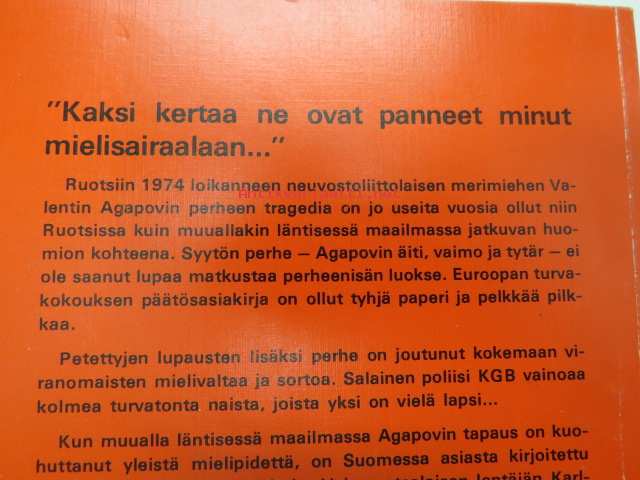 "Kaksi kertaa ne ovat panneet minut
mielisairaalaan..."
Ruotsiin 1974 loikanneen neuvostoliittolaisen merimiehen Va-
lentin Agapovin perheen tragedia on jo useita vuosia ollut niin
Ruotsissa kuin muuallakin läntisessä maailmassa jatkuvan huo-
mion kohteena. Syytön perhe – Agapovin äiti, vaimo ja tytär – ei
ole saanut lupaa matkustaa perheenisän luokse. Euroopan turva-
kokouksen päätösasiakirja on ollut tyhjä paperi ja pelkkää pilk-
kaa.
Petettyjen lupausten lisäksi perhe on joutunut kokemaan vi-
ranomaisten mielivaltaa ja sortoa. Salainen poliisi KGB vainoaa
kolmea turvatonta naista, joista yksi on vielä lapsi...
Kun muualla läntisessä maailmassa Agapovin tapaus on kuo-
huttanut yleistä mielipidettä, on Suomessa asiasta kirjoitettu